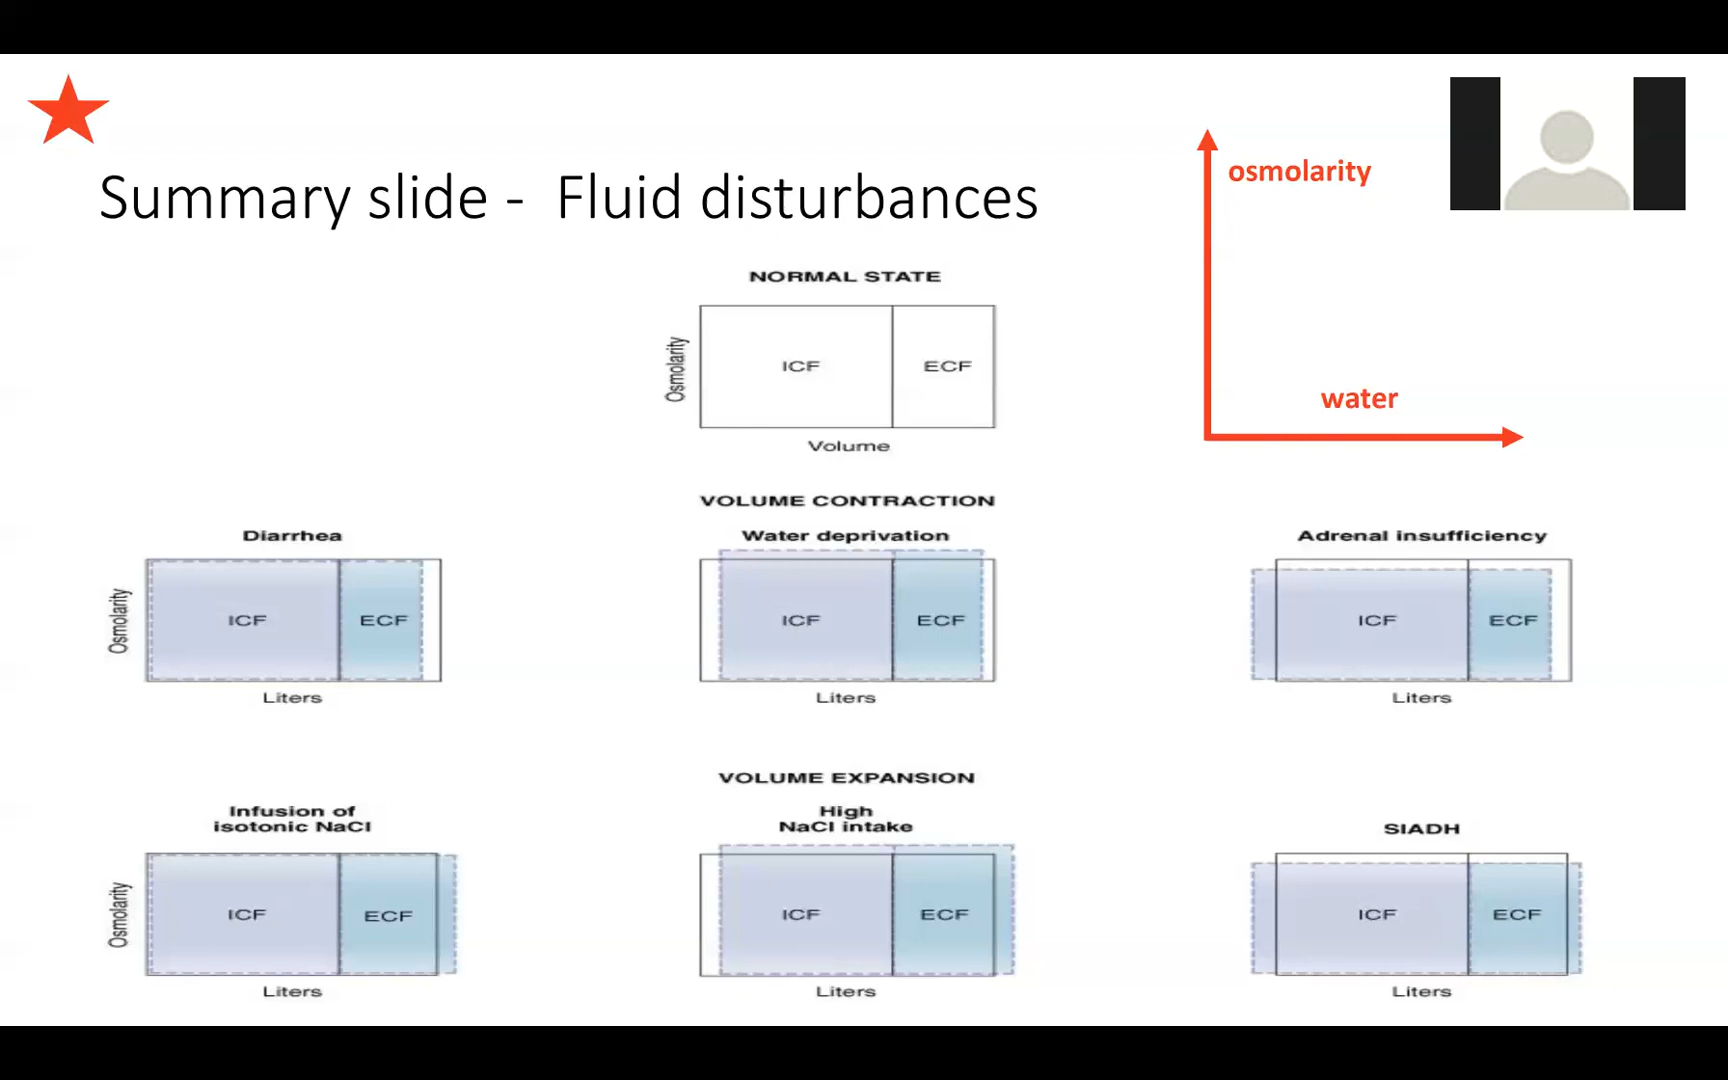 osmolarity
Summary slide -  Fluid disturbances
NORMAL STATE
Osmolarity
ICF
ECF
water
Volume
VOLUME CONTRACTION
Diarrhea
Water deprivation
Adrenal insufficiency
Osmolarity
ICF
ECF
ICF
ECF
ICF
ECF
Liters
Liters
Liters
VOLUME EXPANSION
Infusion of
isotonic NaCl
High
NaCl intake
SIADH
Osmolarity
ICF
ECF
ICF
ECF
ICF
ECF
Liters
Liters
Liters